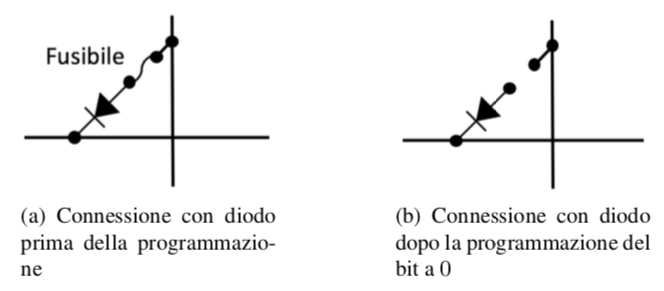 Fusibile
(a) Connessione con diodo
prima della programmazio-
ne
(b) Connessione con diodo
dopo la programmazione del
bit a 0